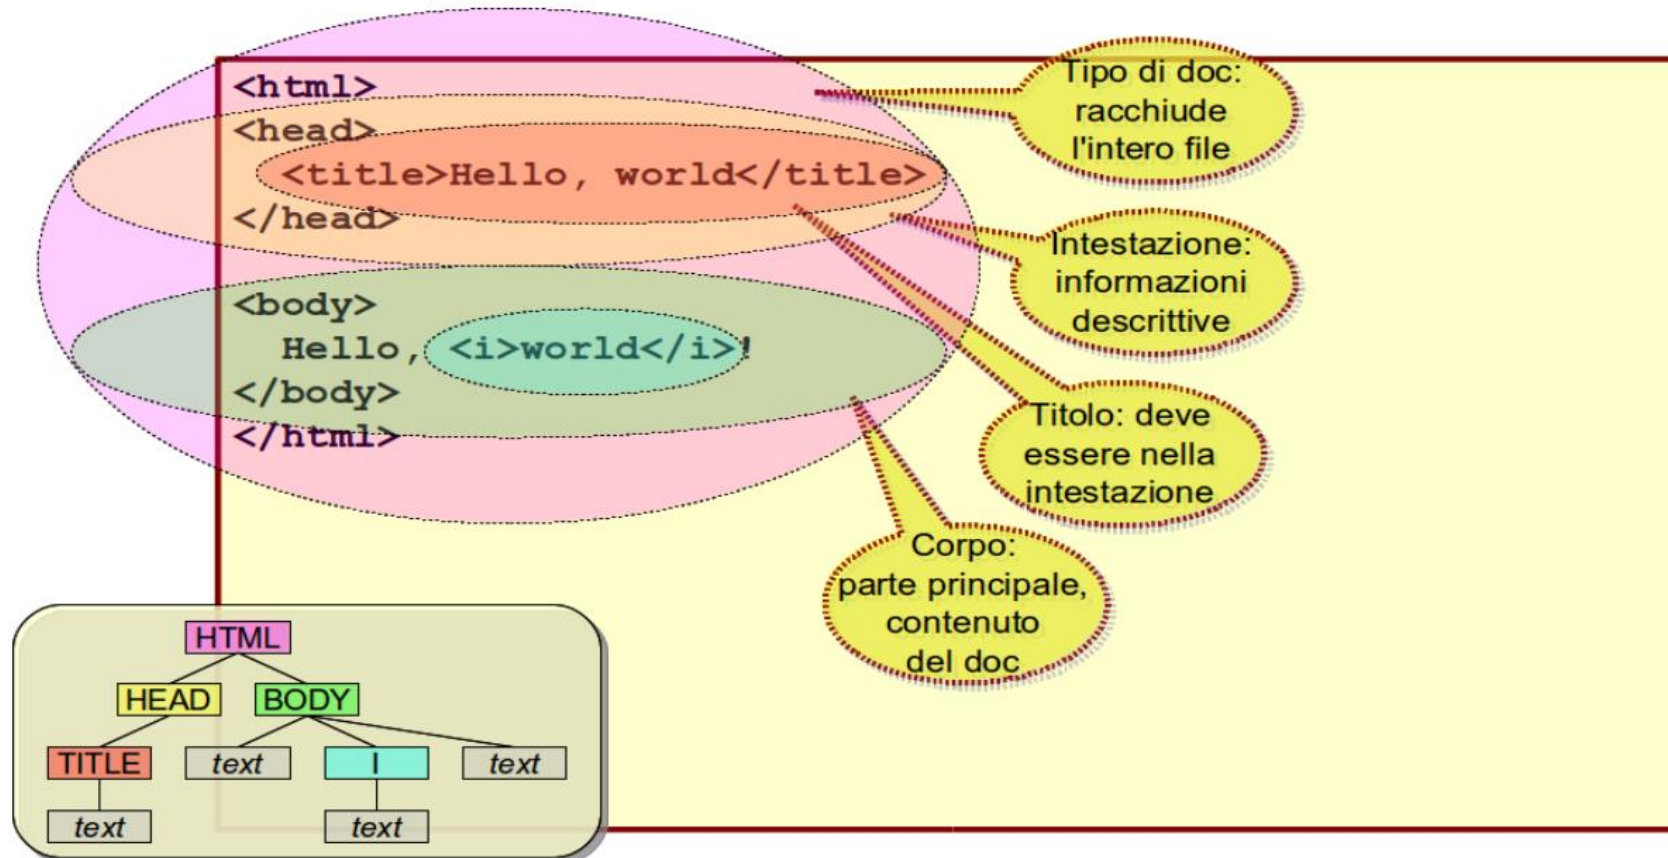 <html>
<head>
<title>Hello, world</title>
</head>
<body>
Hello, <i>world</i>!
</body>
</html>
Tipo di doc:
racchiude
l'intero file
Intestazione:
informazioni
descrittive
Titolo: deve
essere nella
intestazione
Corpo:
parte principale,
contenuto
del doc
HTML
HEAD BODY
TITLE text I text
text text